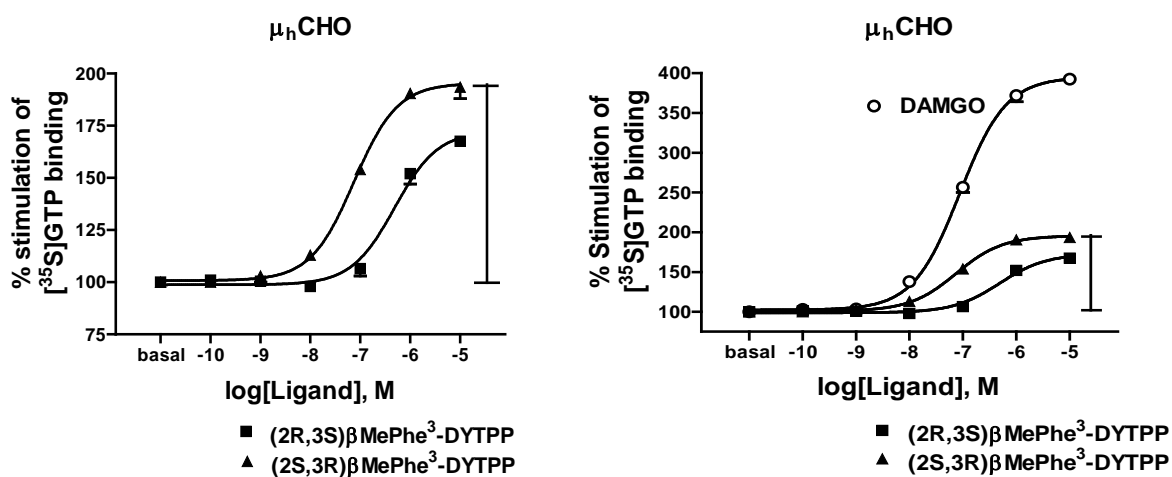 μhCHO
% stimulation of
[³⁵S]GTP binding
200
175
150
125
100
75
basal -10 -9 -8 -7 -6 -5
log[Ligand], M
(2R,3S)βMePhe³-DYTPP
(2S,3R)βMePhe³-DYTPP
μhCHO
% Stimulation of
[³⁵S]GTP binding
400
350
300
250
200
150
100
DAMGO
basal -10 -9 -8 -7 -6 -5
log[Ligand], M
(2R,3S)βMePhe³-DYTPP
(2S,3R)βMePhe³-DYTPP